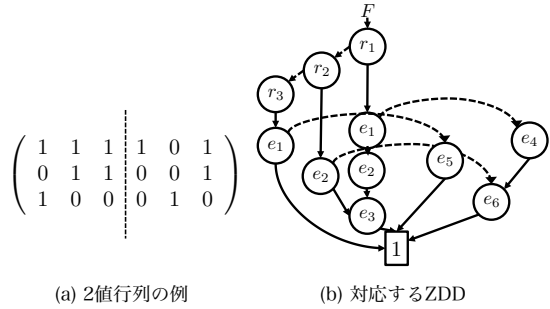 F
r₁
r₂
r₃
e₁ e₁ e₄
e₂ e₂ e₅
e₃ e₆
1
1 1 1 1 0 1
0 1 1 0 0 1
1 0 0 0 1 0
(a) 2値行列の例
(b) 対応するZDD